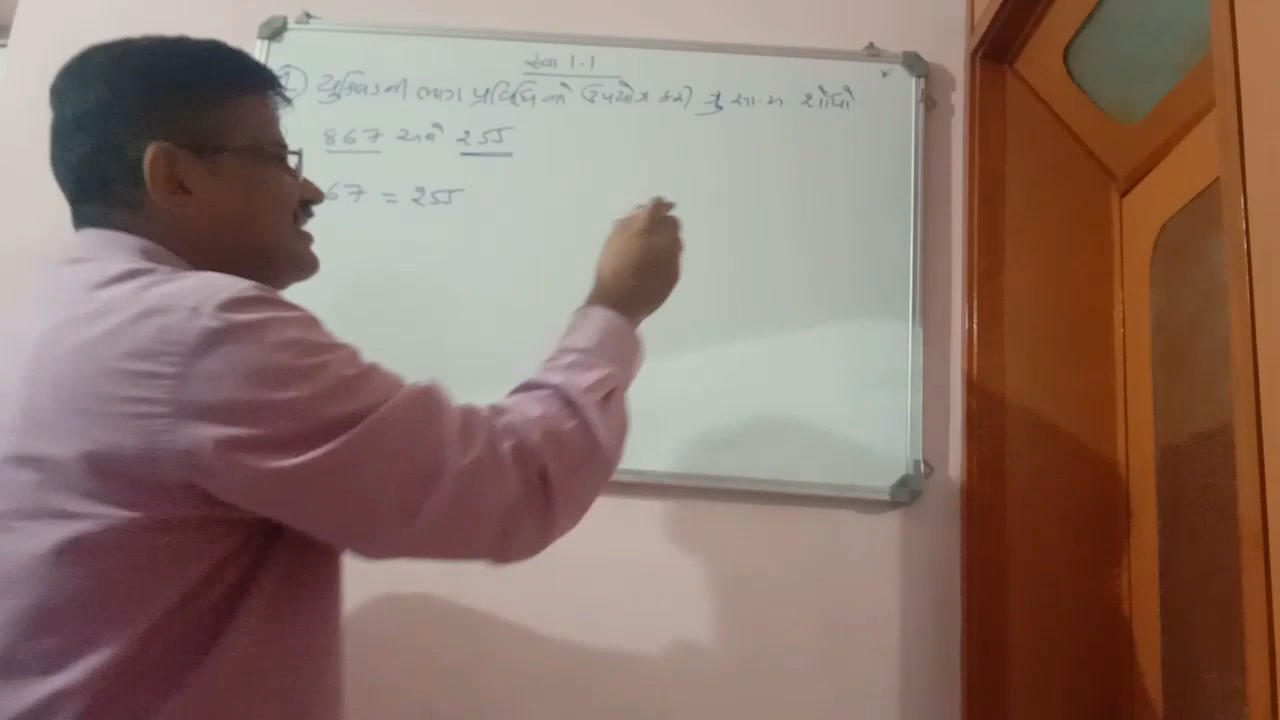 સ્વા 1.1
યુક્લિડની ભાગ પ્રવિધિનો ઉપયોગ કરી ગુ સા.અ શોધો
867 અને 255
67 = 255